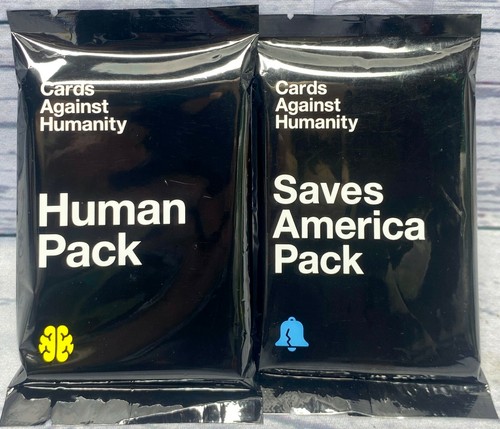 Cards
Against
Humanity
Human
Pack
Cards
Against
Humanity
Saves
America
Pack